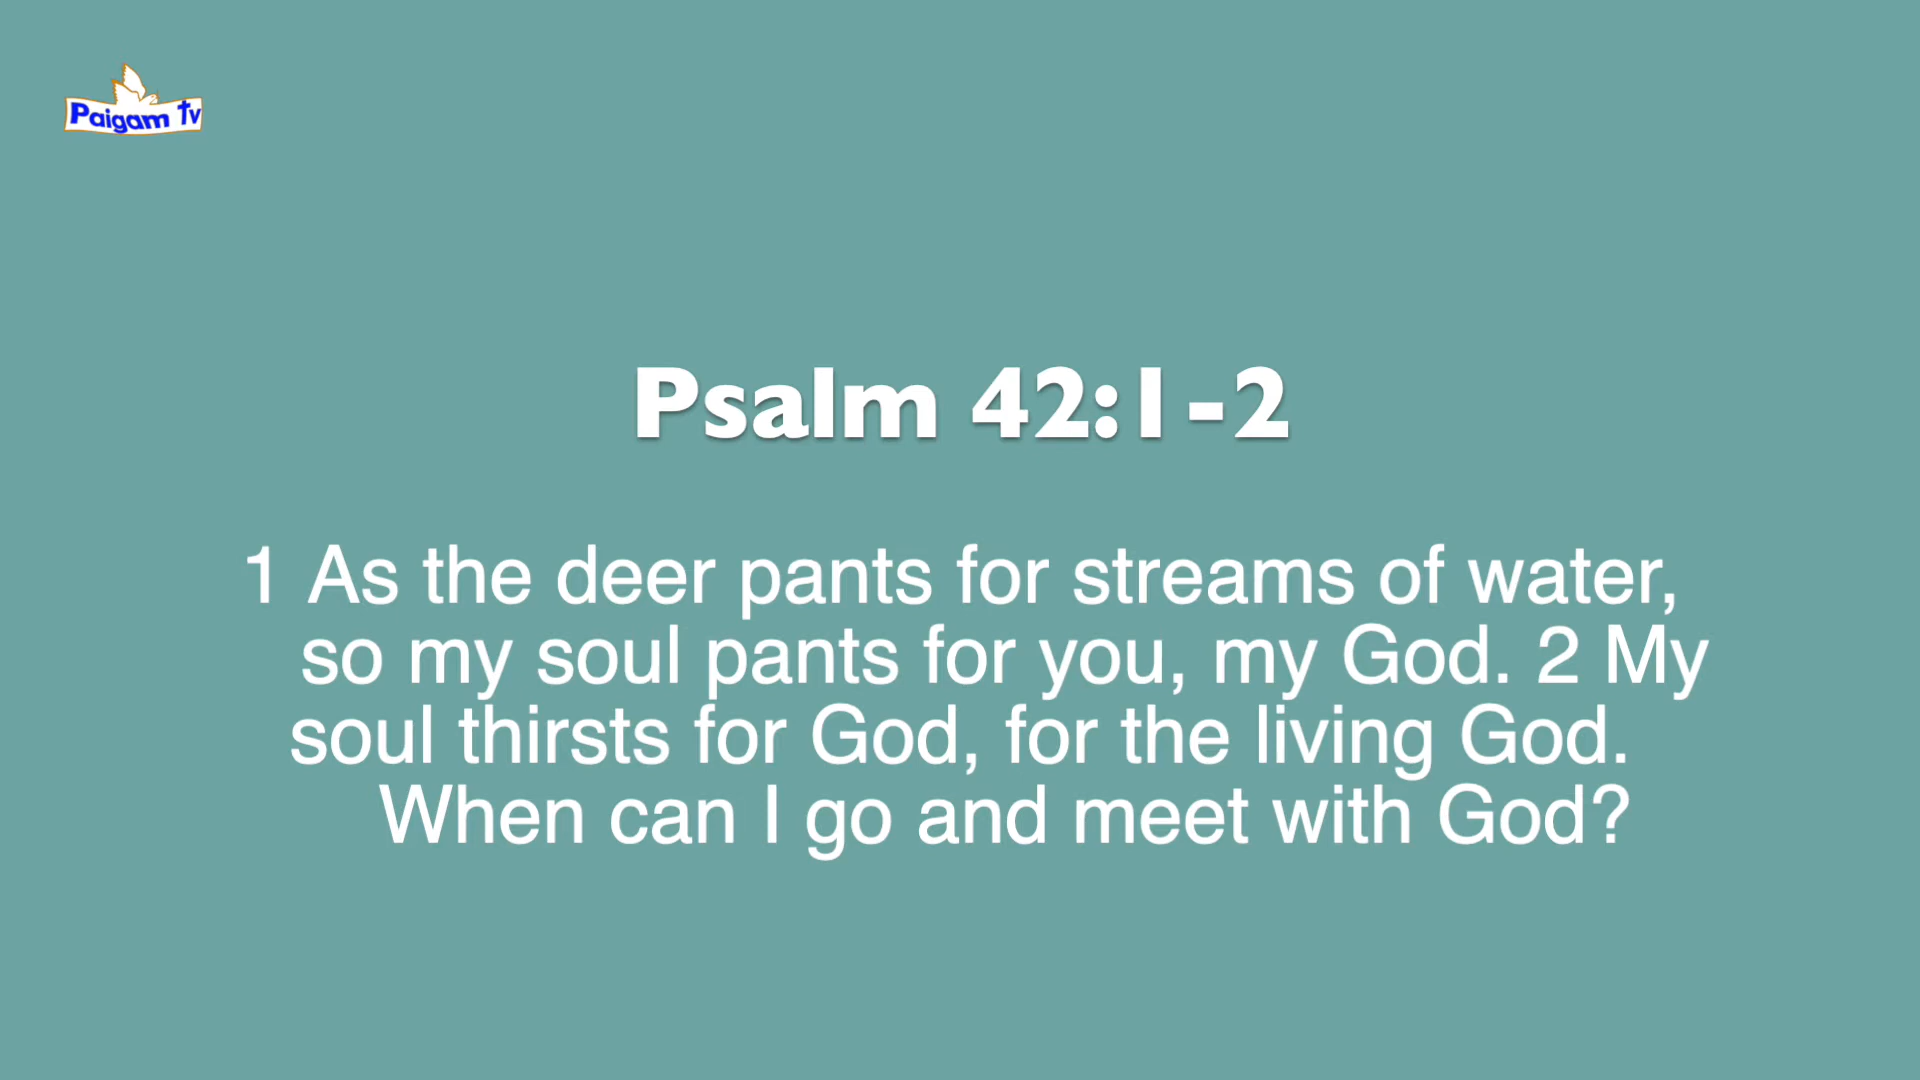 Paigam Tv
Psalm 42:1-2
1 As the deer pants for streams of water,
so my soul pants for you, my God. 2 My
soul thirsts for God, for the living God.
When can I go and meet with God?